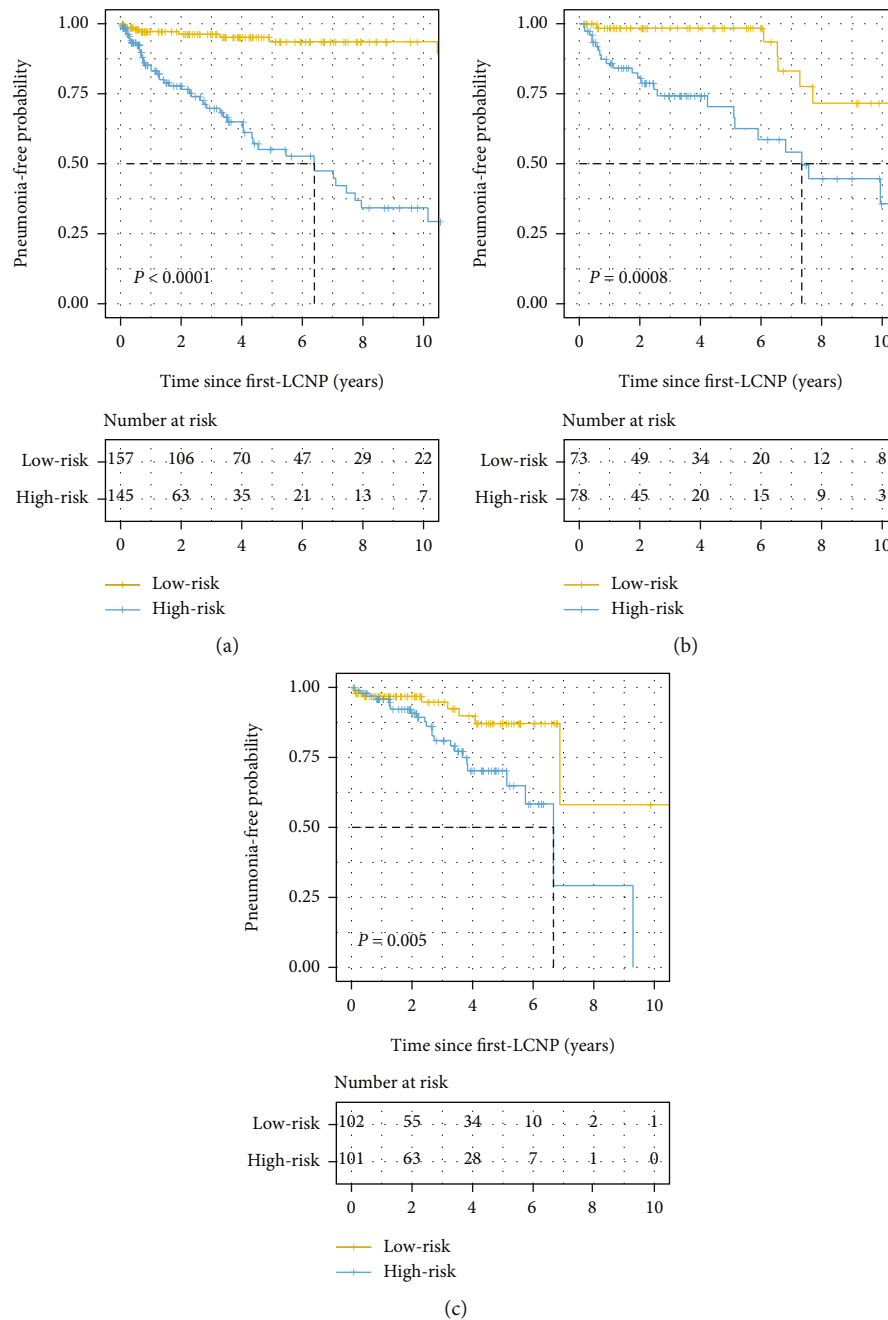 1.00
0.75
0.50
0.25
0.00
Pneumonia-free probability
P < 0.0001
0 2 4 6 8 10
Time since first-LCNP (years)
Number at risk
Low-risk 157 106 70 47 29 22
High-risk 145 63 35 21 13 7
0 2 4 6 8 10
Low-risk
High-risk
(a)
1.00
0.75
0.50
0.25
0.00
Pneumonia-free probability
P = 0.0008
0 2 4 6 8 10
Time since first-LCNP (years)
Number at risk
Low-risk 73 49 34 20 12 8
High-risk 78 45 20 15 9 3
0 2 4 6 8 10
Low-risk
High-risk
(b)
1.00
0.75
0.50
0.25
0.00
Pneumonia-free probability
P = 0.005
0 2 4 6 8 10
Time since first-LCNP (years)
Number at risk
Low-risk 102 55 34 10 2 1
High-risk 101 63 28 7 1 0
0 2 4 6 8 10
Low-risk
High-risk
(c)